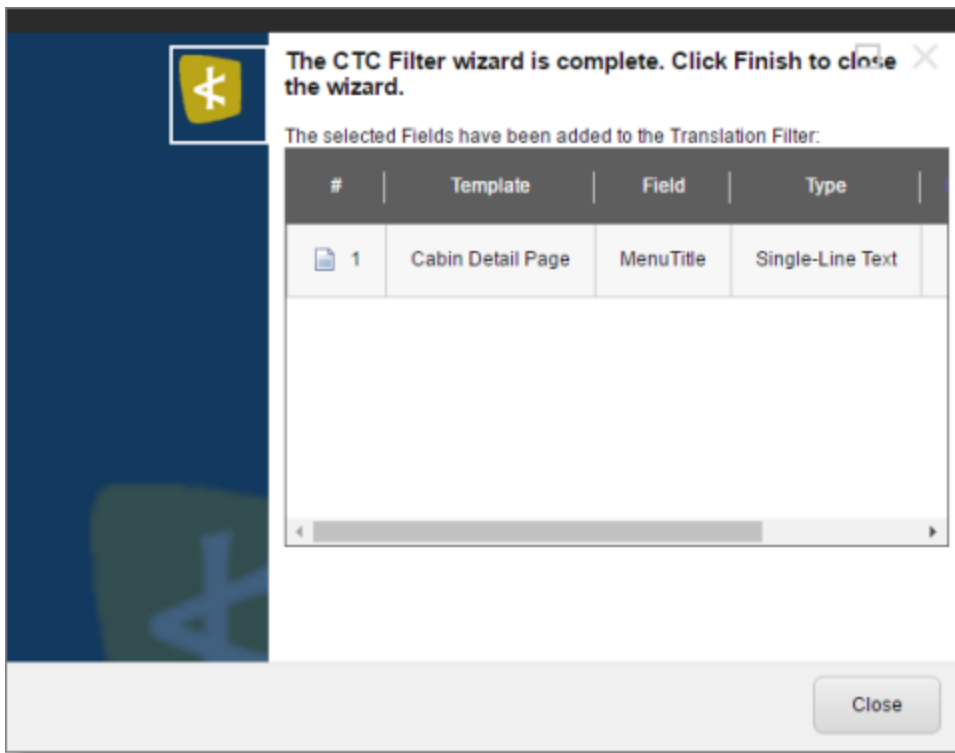 The CTC Filter wizard is complete. Click Finish to close
the wizard.
The selected Fields have been added to the Translation Filter:
# Template Field Type
1 Cabin Detail Page MenuTitle Single-Line Text
Close